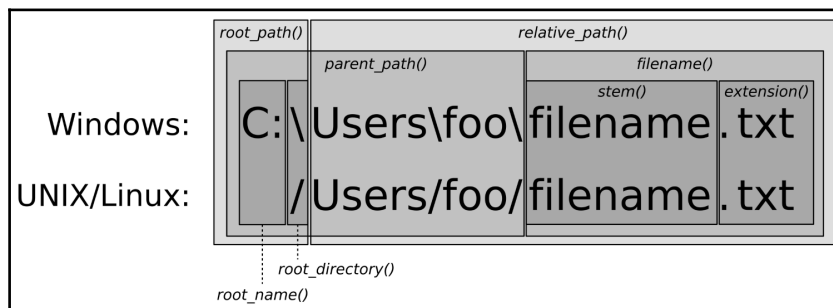 root_path() relative_path()
parent_path() filename()
stem() extension()
Windows: C:\Users\foo\filename.txt
UNIX/Linux: /Users/foo/filename.txt
root_directory()
root_name()